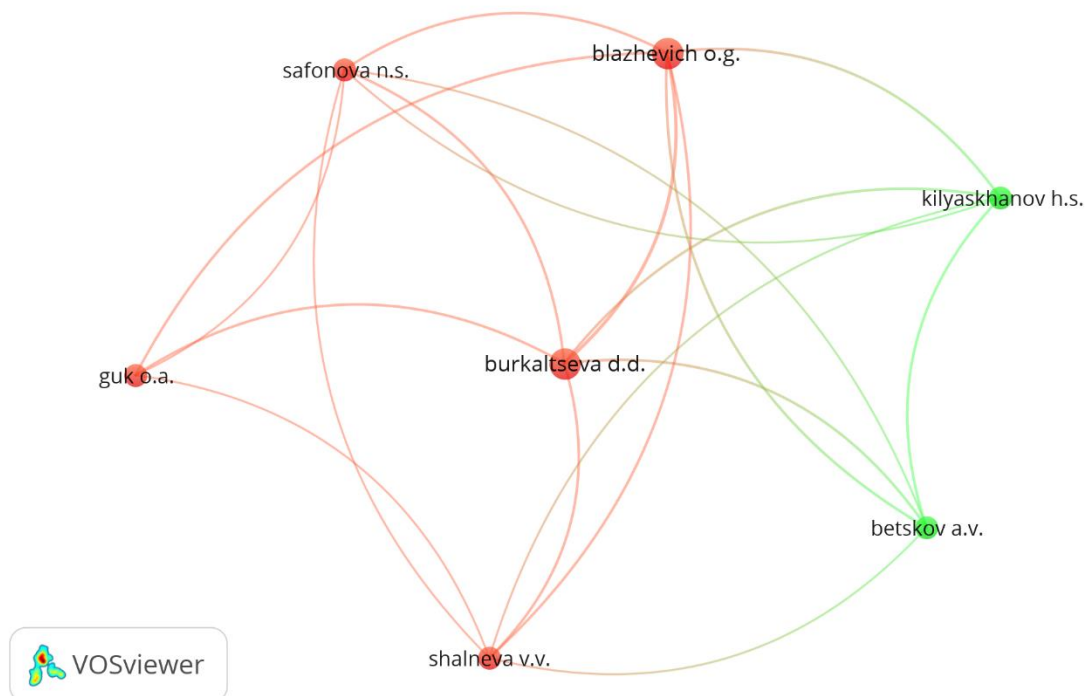 blazhevich o.g.
safonova n.s.
kilyaskhanov h.s.
burkaltseva d.d.
guk o.a.
betskov a.v.
shalneva v.v.
VOSviewer